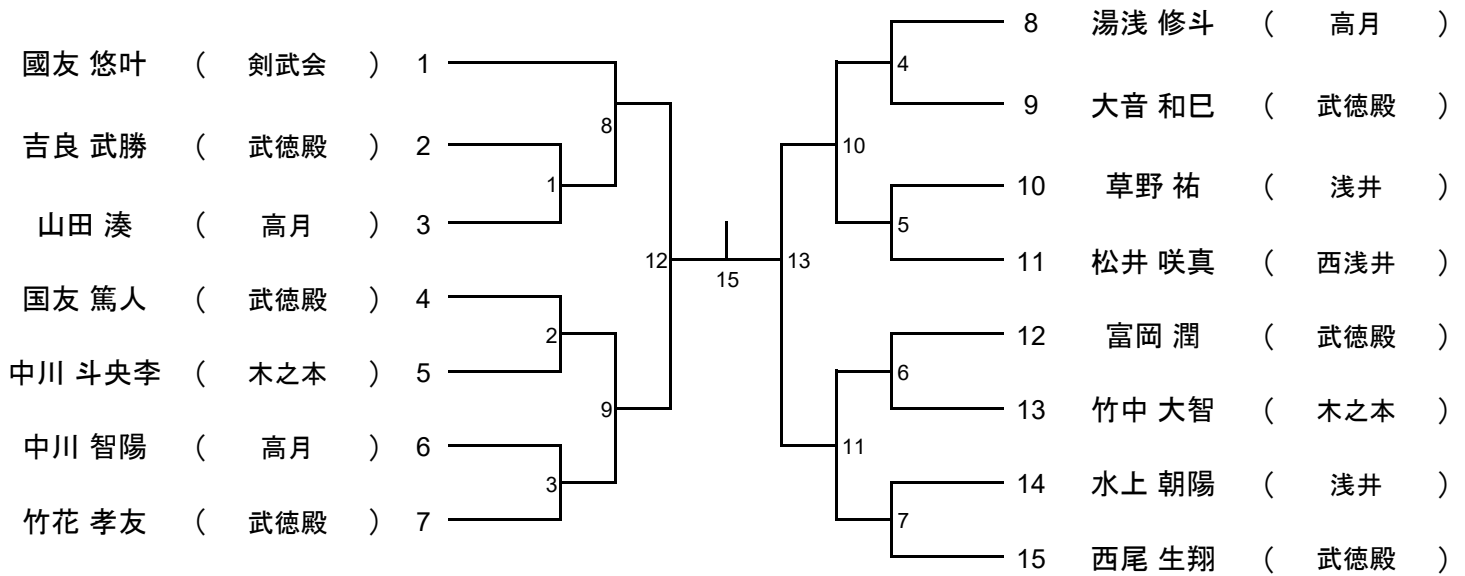 國友 悠叶 ( 剣武会 ) 1
吉良 武勝 ( 武徳殿 ) 2
山田 湊 ( 高月 ) 3
国友 篤人 ( 武徳殿 ) 4
中川 斗央李 ( 木之本 ) 5
中川 智陽 ( 高月 ) 6
竹花 孝友 ( 武徳殿 ) 7
8
1
2
9
3
12
15
13
10
4
5
11
6
7
8 湯浅 修斗 ( 高月 )
9 大音 和巳 ( 武徳殿 )
10 草野 祐 ( 浅井 )
11 松井 咲真 ( 西浅井 )
12 富岡 潤 ( 武徳殿 )
13 竹中 大智 ( 木之本 )
14 水上 朝陽 ( 浅井 )
15 西尾 生翔 ( 武徳殿 )